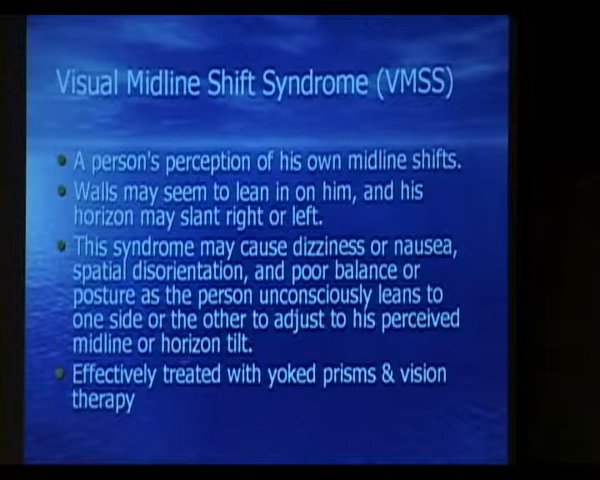 Visual Midline Shift Syndrome (VMSS)
• A person's perception of his own midline shifts.
• Walls may seem to lean in on him, and his
horizon may slant right or left.
• This syndrome may cause dizziness or nausea,
spatial disorientation, and poor balance or
posture as the person unconsciously leans to
one side or the other to adjust to his perceived
midline or horizon tilt.
• Effectively treated with yoked prisms & vision
therapy